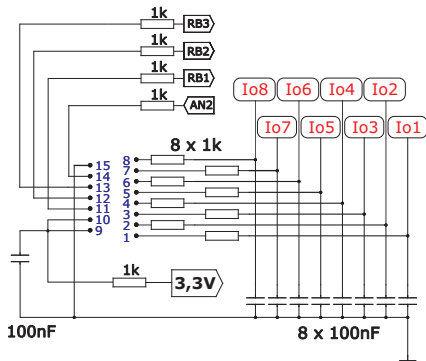 1k RB3
1k RB2
1k RB1
1k AN2
Io8 Io6 Io4 Io2
Io7 Io5 Io3 Io1
8 x 1k
15 8
14 7
13 6
12 5
11 4
10 3
9 2
1
1k 3,3V
100nF 8 x 100nF